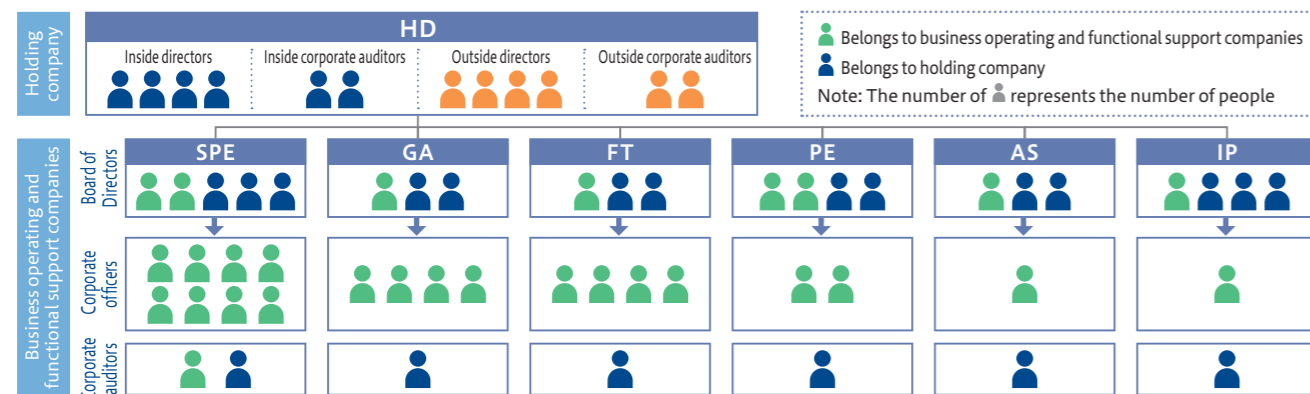 Holding
company
HD
Inside directors
Inside corporate auditors
Outside directors
Outside corporate auditors
Belongs to business operating and functional support companies
Belongs to holding company
Note: The number of represents the number of people
Business operating and
functional support companies
Board of
Directors
SPE
GA
FT
PE
AS
IP
Corporate
officers
Corporate
auditors